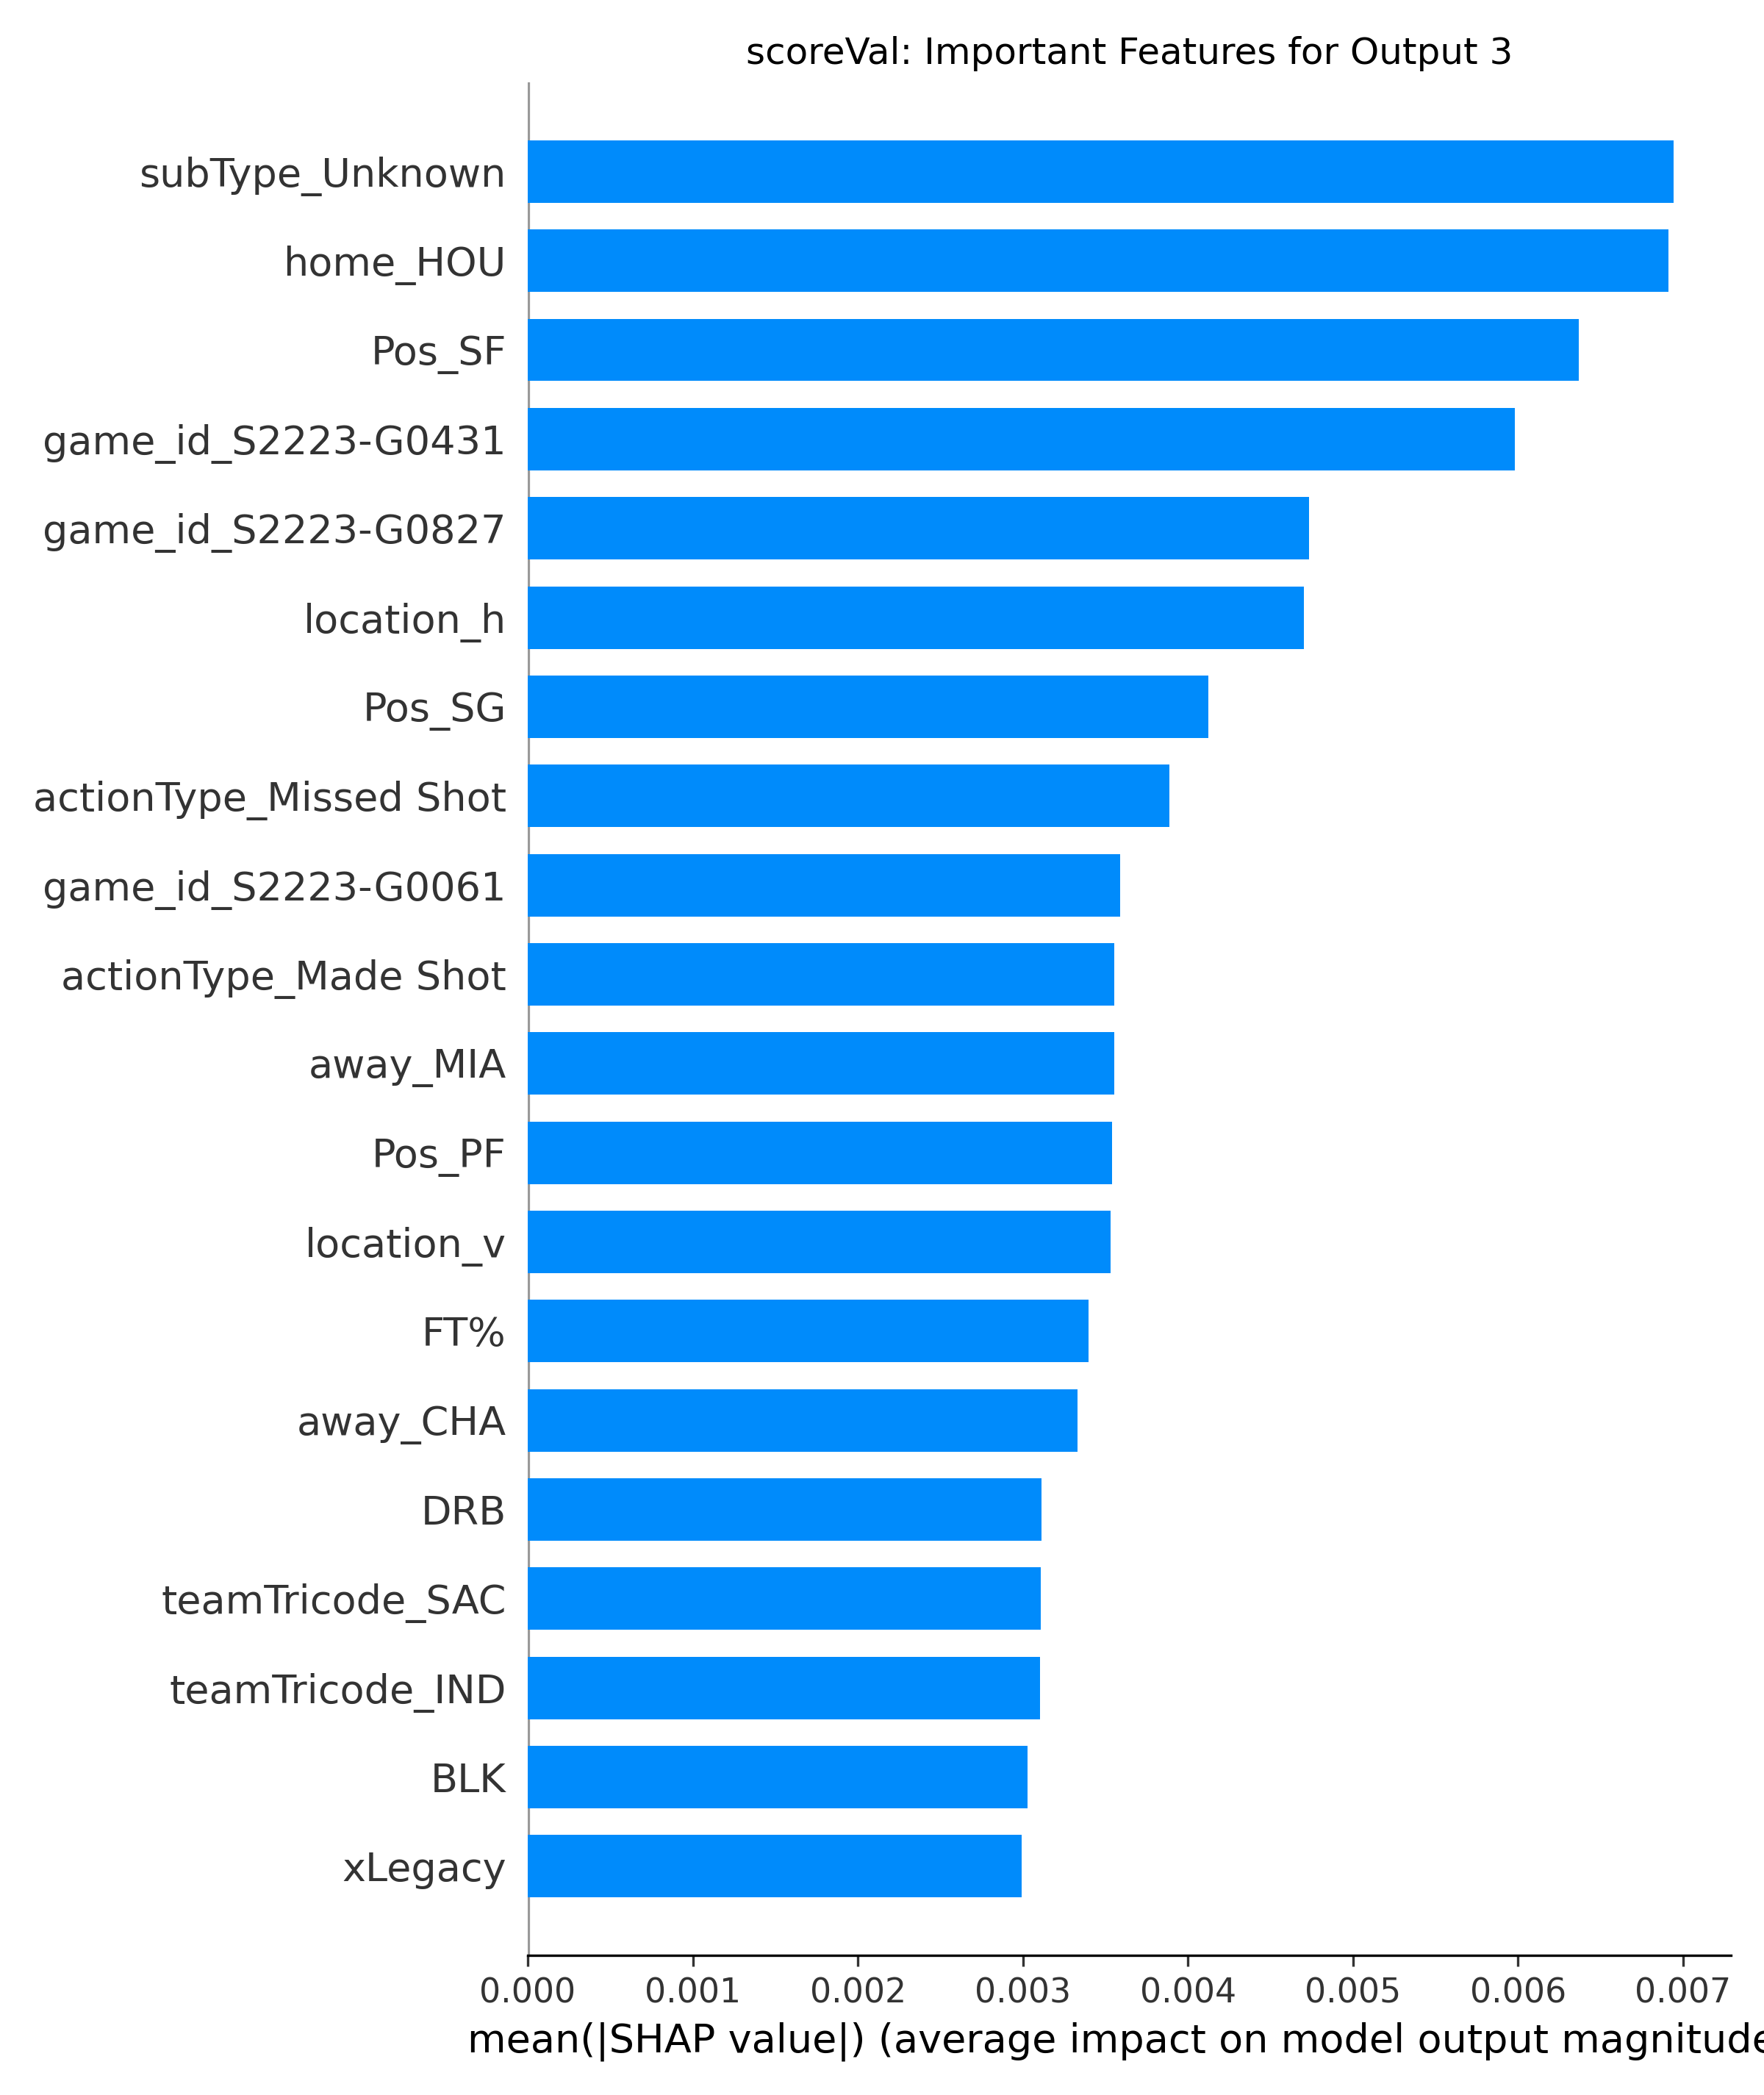 scoreVal: Important Features for Output 3
subType_Unknown
home_HOU
Pos_SF
game_id_S2223-G0431
game_id_S2223-G0827
location_h
Pos_SG
actionType_Missed Shot
game_id_S2223-G0061
actionType_Made Shot
away_MIA
Pos_PF
location_v
FT%
away_CHA
DRB
teamTricode_SAC
teamTricode_IND
BLK
xLegacy
0.000 0.001 0.002 0.003 0.004 0.005 0.006 0.007
mean(|SHAP value|) (average impact on model output magnitude